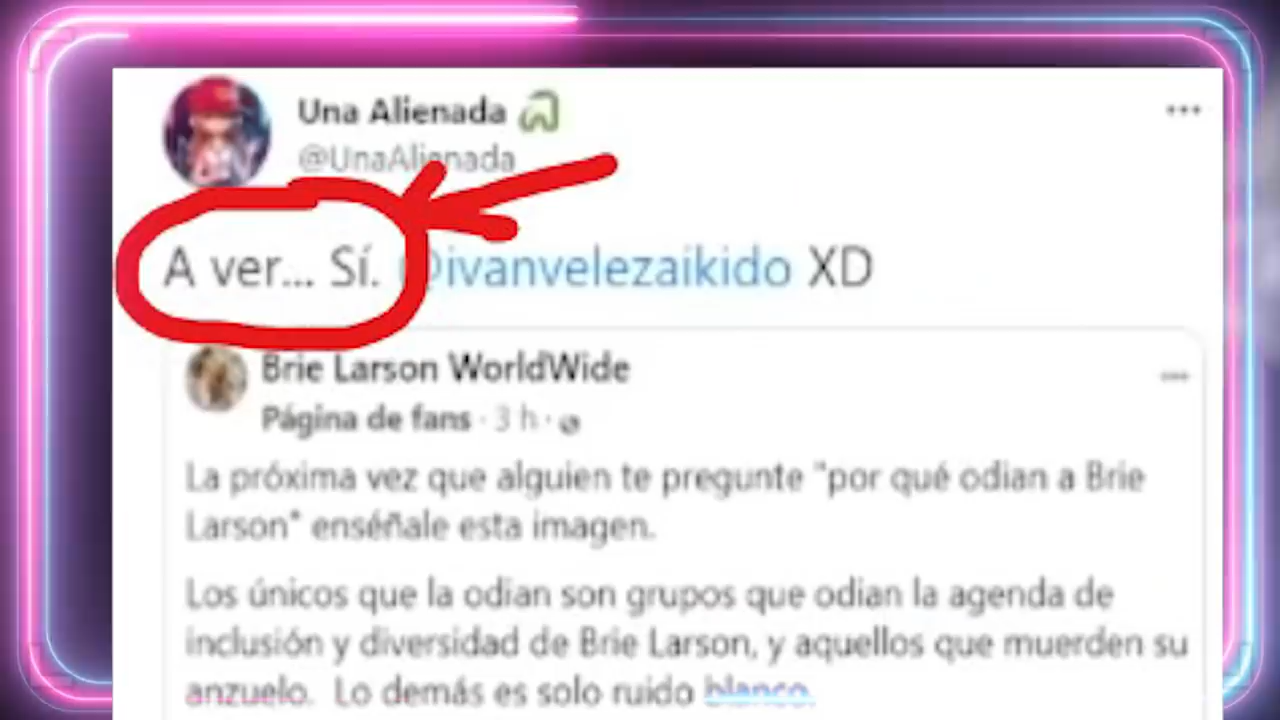 Una Alienada
@UnaAlienada
A ver... Sí. @ivanvelezaikido XD
Brie Larson WorldWide
Página de fans · 3 h ·
La próxima vez que alguien te pregunte "por qué odian a Brie
Larson" enséñale esta imagen.
Los únicos que la odian son grupos que odian la agenda de
inclusión y diversidad de Brie Larson, y aquellos que muerden su
anzuelo. Lo demás es solo ruido blanco.